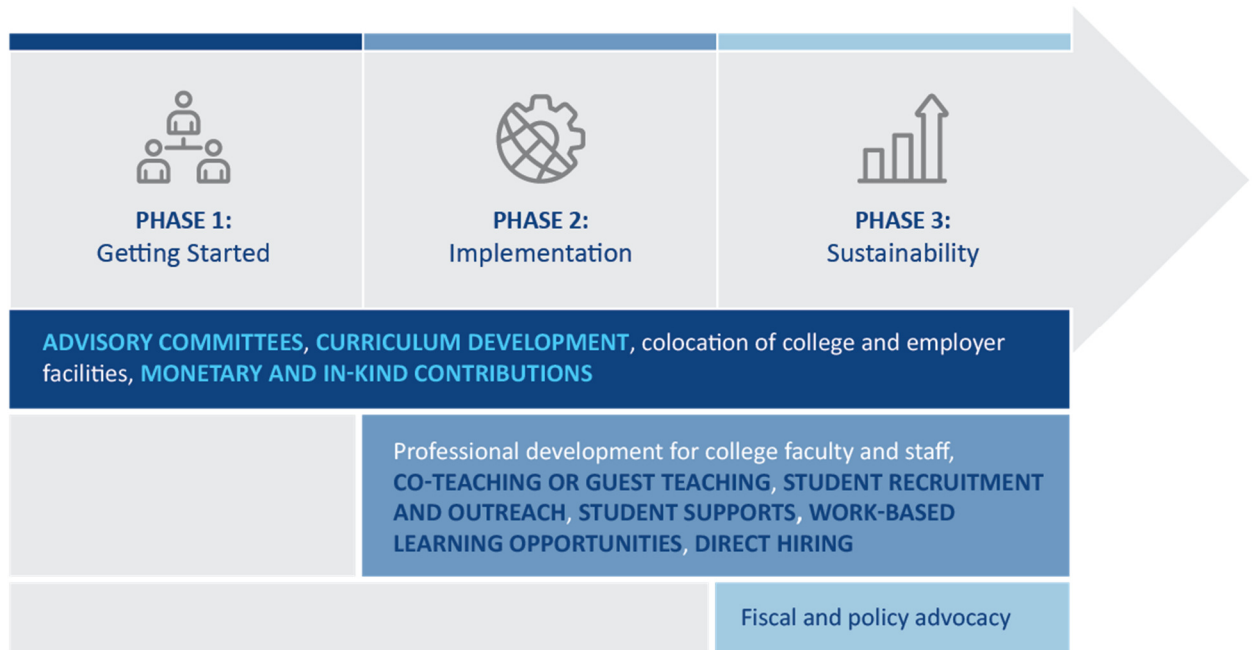 PHASE 1:
Getting Started
PHASE 2:
Implementation
PHASE 3:
Sustainability
ADVISORY COMMITTEES, CURRICULUM DEVELOPMENT, colocation of college and employer
facilities, MONETARY AND IN-KIND CONTRIBUTIONS
Professional development for college faculty and staff,
CO-TEACHING OR GUEST TEACHING, STUDENT RECRUITMENT
AND OUTREACH, STUDENT SUPPORTS, WORK-BASED
LEARNING OPPORTUNITIES, DIRECT HIRING
Fiscal and policy advocacy